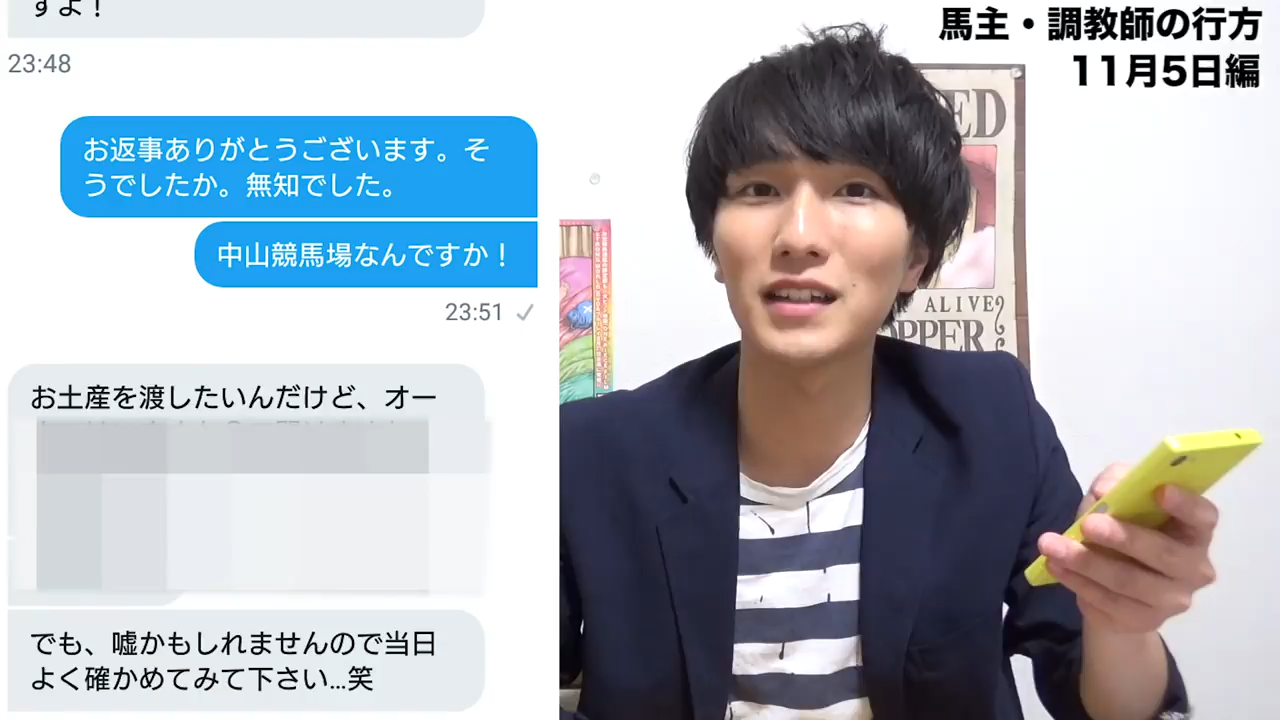 すよ！
23:48
お返事ありがとうございます。そ
うでしたか。無知でした。
中山競馬場なんですか！
23:51
お土産を渡したいんだけど、オー
でも、嘘かもしれませんので当日
よく確かめてみて下さい…笑
馬主・調教師の行方
11月5日編
ALIVE
OPPER